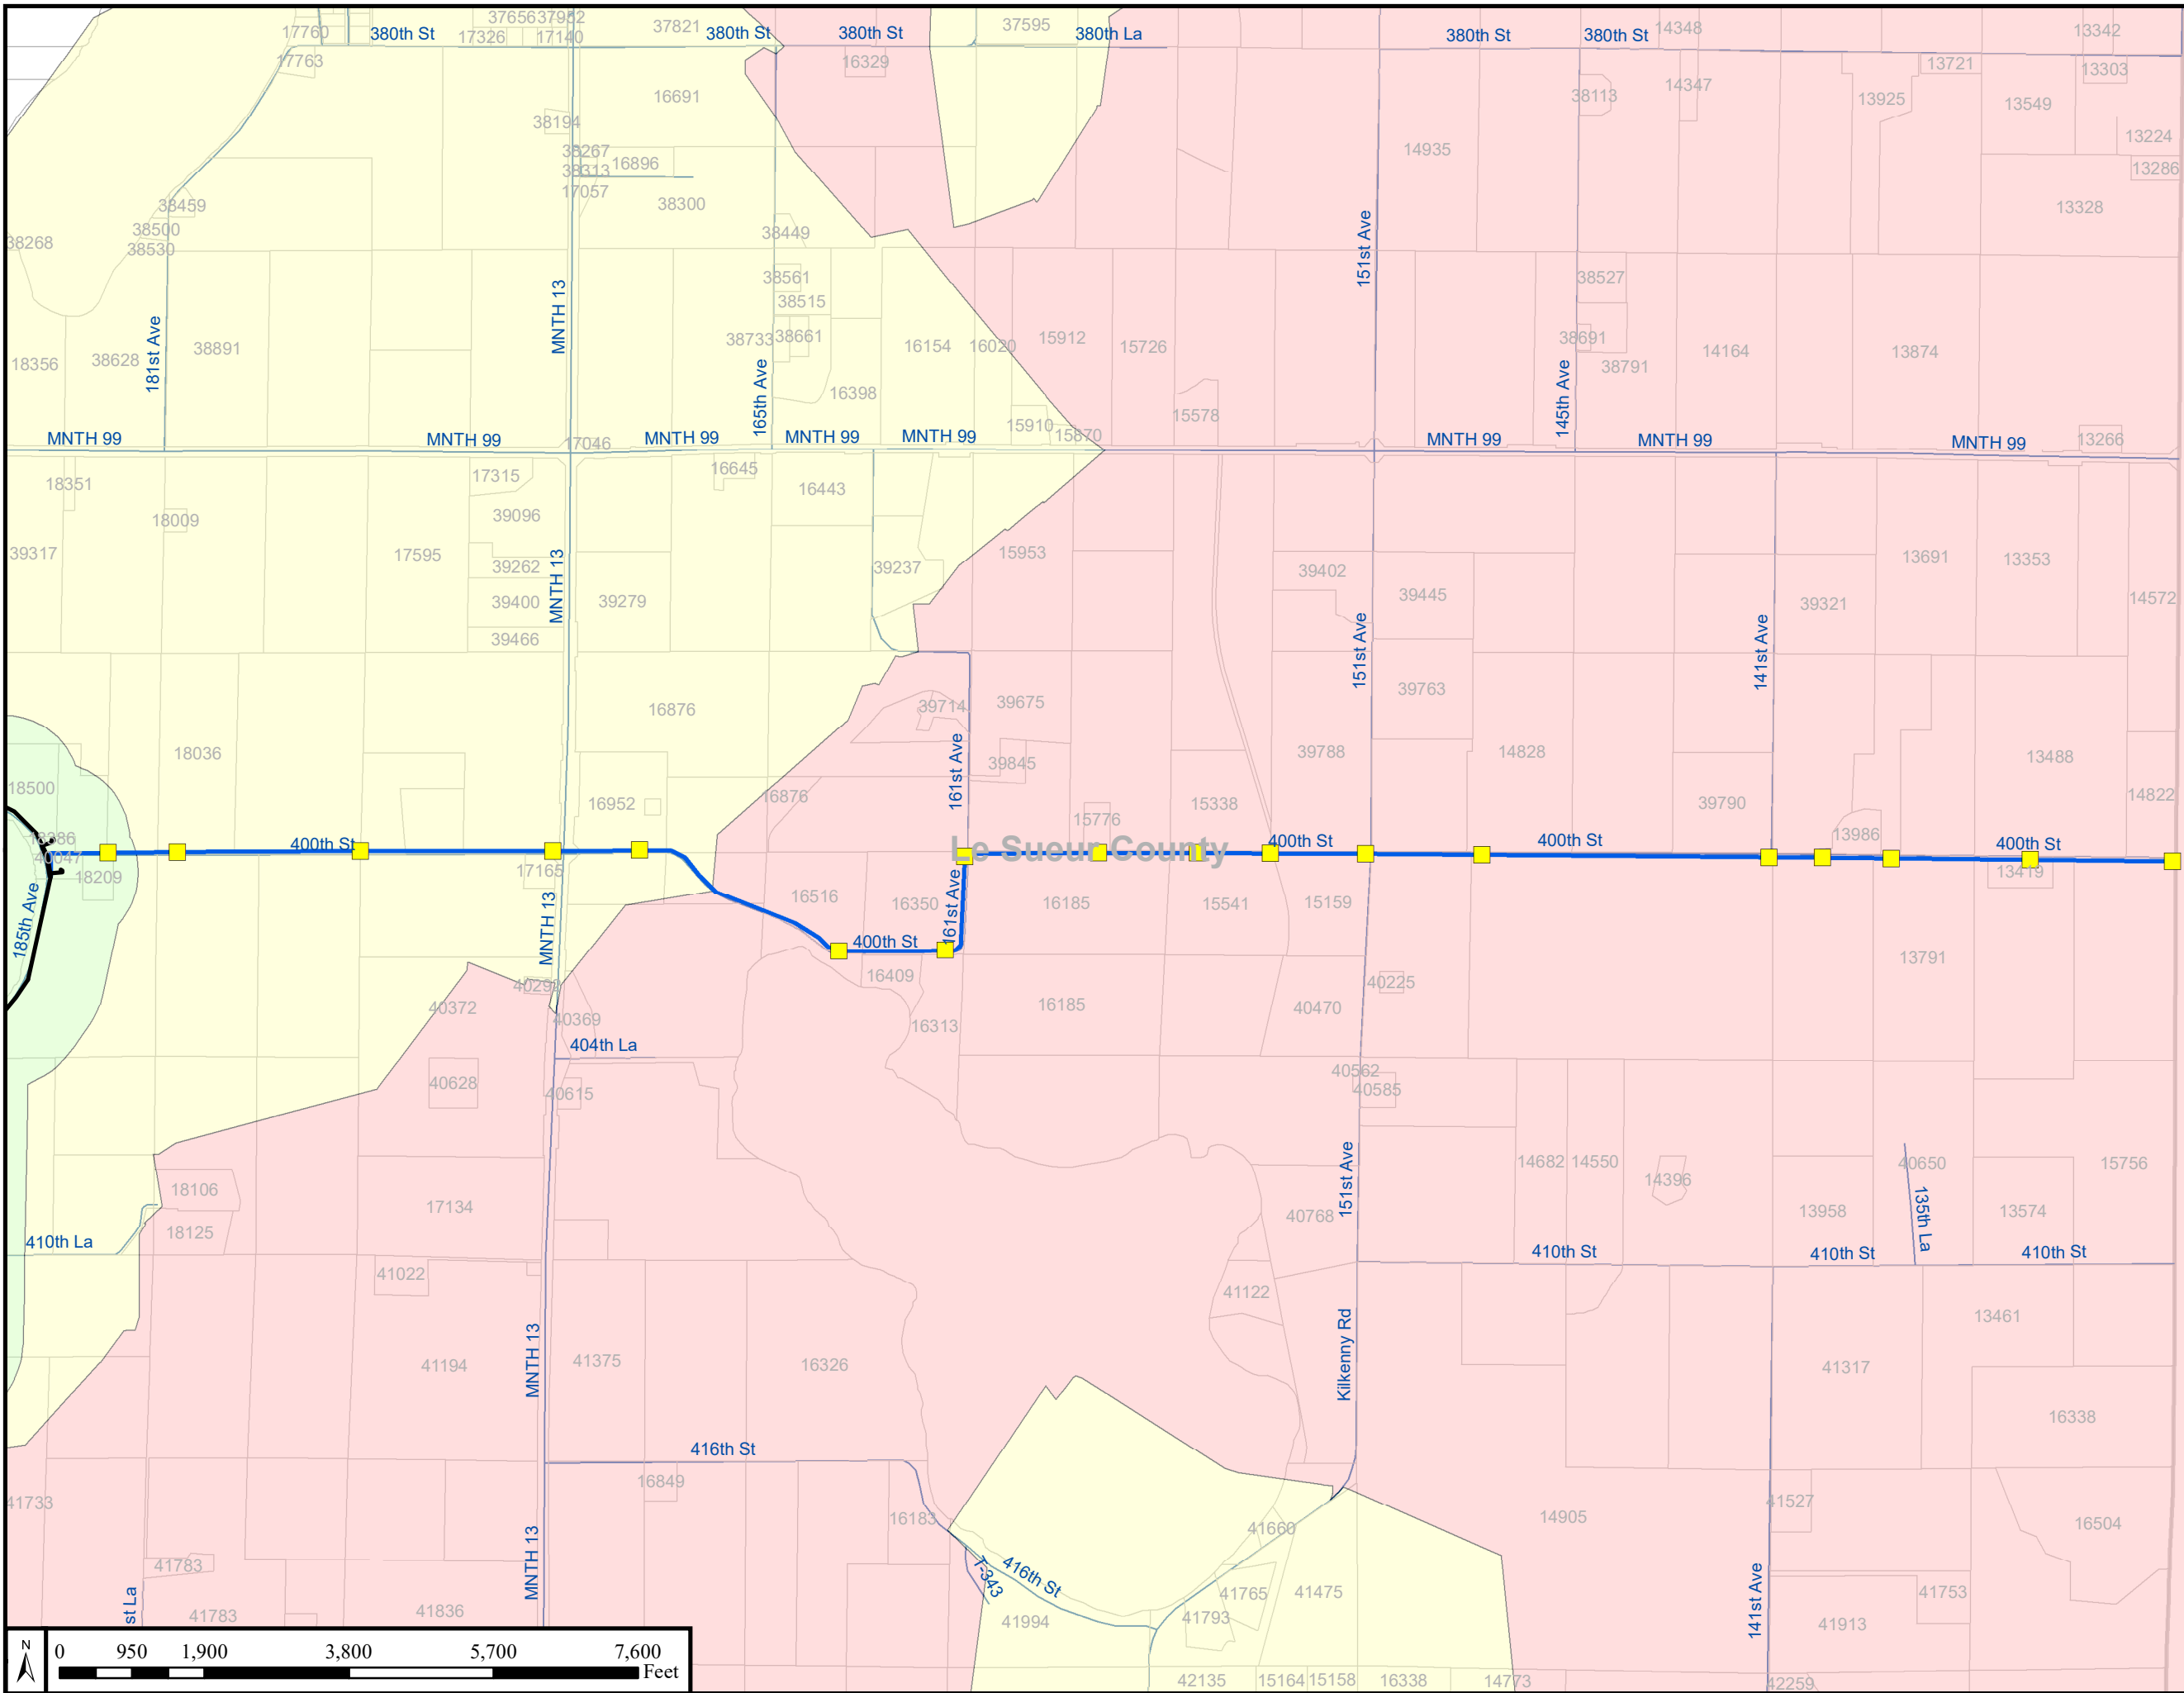 37656 37952
17760 380th St 17326 17140 37821 380th St 380th St 37595 380th La 380th St 380th St 14348 13342
17763 16329 13721 13303
16691 38113 14347 13925 13549
38194 13224
38267 16896 14935 13286
38313
17057 38300 13328
38459
38500 38449
38268 38530 151st Ave
38561 38527
MNTH 13 38515
181st Ave 38733 38661 16154 16020 15912 15726 38691 14164 13874
18356 38628 38891 38791
165th Ave 16398 145th Ave
15578
MNTH 99 MNTH 99 17046 MNTH 99 MNTH 99 MNTH 99 15910 15870 MNTH 99 MNTH 99 MNTH 99 13266
18351 17315 16645 16443
18009 39096
39317 17595 15953 13691 13353
39262 MNTH 13 39237 39402
39400 39279 39445 39321 14572
39466 151st Ave 141st Ave
16876 39714 39675 39763
18036 161st Ave 39845 39788 14828 13488
18500 16952 16876 15338 39790 14822
15776
18386 400th St Le Sueur County 400th St 400th St 13986 400th St
40047
18209 17165 13419
185th Ave MNTH 13 16516 16350 161st Ave 16185 15541 15159
400th St 13791
16409 40225
40372 40292 16185 40470
40369 16313
404th La
40628 40615 40562
40585
151st Ave 14682 14550 14396 40650 15756
18106 17134 40768 13958 135th La 13574
18125
410th La 410th St 410th St 410th St
41022 41122
MNTH 13 Kilkenny Rd 13461
41194 41375 16326 41317
16338
416th St
41733 16849 41527
16183 41660 14905 16504
41783 MNTH 13 T-343 416th St 41765 41475 41753
st La 41783 41836 41994 41793 141st Ave 41913
N 0 950 1,900 3,800 5,700 7,600
Feet
42135 15164 15158 16338 14773 42259